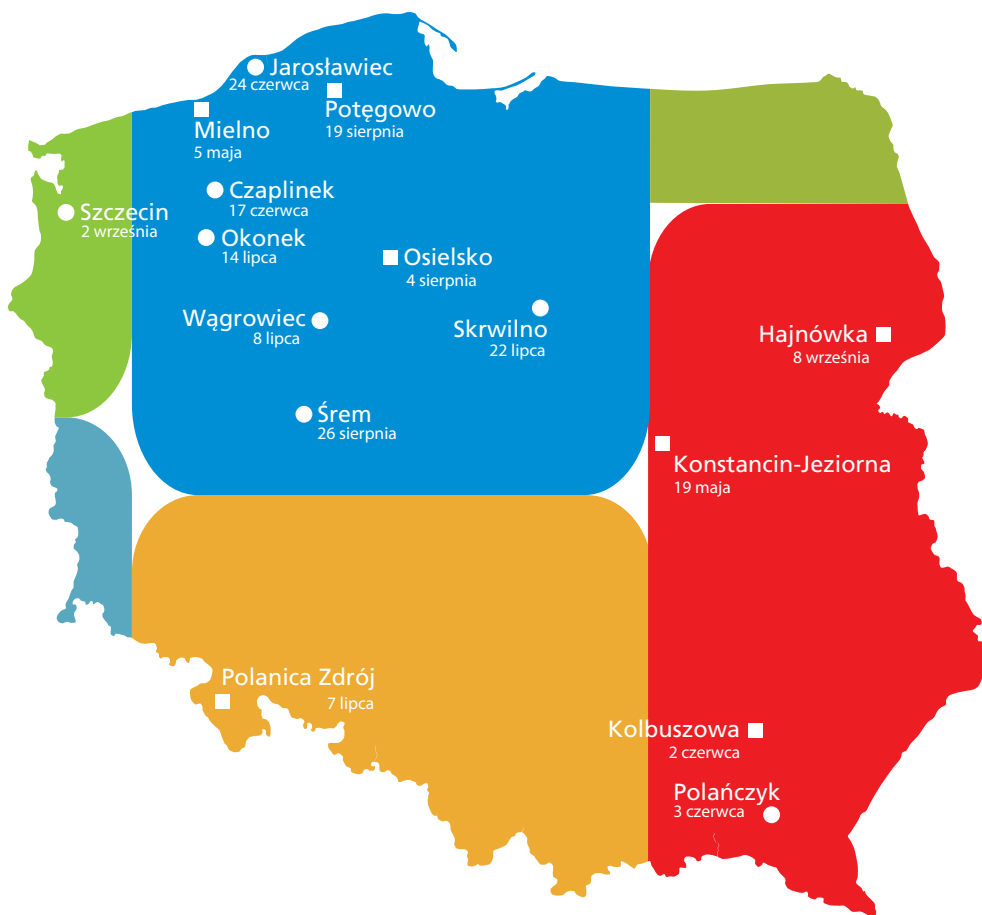 Jarosławiec
24 czerwca
Potęgowo
19 sierpnia
Mielno
5 maja
Czaplinek
17 czerwca
Szczecin
2 września
Okonek
14 lipca
Osielsko
4 sierpnia
Wągrowiec
8 lipca
Skrwilno
22 lipca
Hajnówka
8 września
Śrem
26 sierpnia
Konstancin-Jeziorna
19 maja
Polanica Zdrój
7 lipca
Kolbuszowa
2 czerwca
Polańczyk
3 czerwca